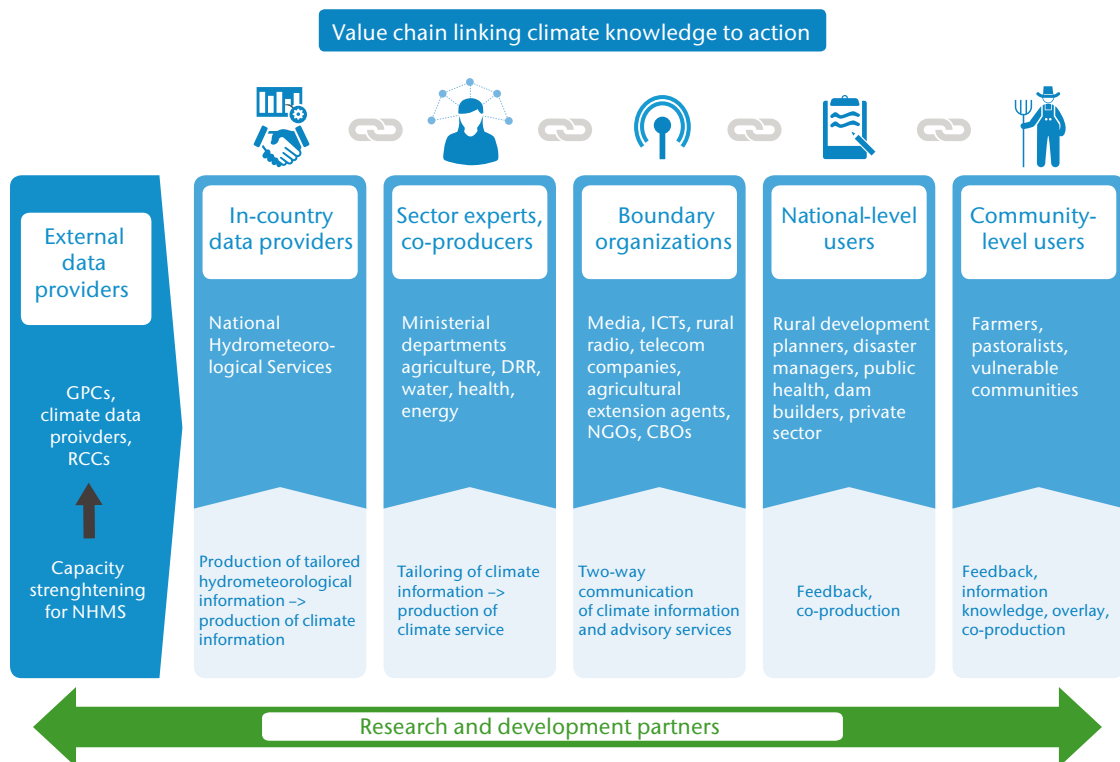 Value chain linking climate knowledge to action
External
data
providers
GPCs,
climate data
proivders,
RCCs
Capacity
strenghtening
for NHMS
In-country
data providers
National
Hydrometeoro-
logical Services
Production of tailored
hydrometeorological
information –>
production of climate
information
Sector experts,
co-producers
Ministerial
departments
agriculture, DRR,
water, health,
energy
Tailoring of climate
information –>
production of
climate service
Boundary
organizations
Media, ICTs, rural
radio, telecom
companies,
agricultural
extension agents,
NGOs, CBOs
Two-way
communication
of climate information
and advisory services
National-level
users
Rural development
planners, disaster
managers, public
health, dam
builders, private
sector
Feedback,
co-production
Community-
level users
Farmers,
pastoralists,
vulnerable
communities
Feedback,
information
knowledge, overlay,
co-production
Research and development partners